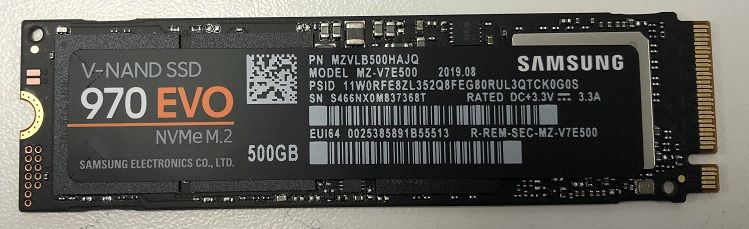 V-NAND SSD
970 EVO
NVMe M.2
SAMSUNG ELECTRONICS CO., LTD.
500GB
PN MZVLB500HAJQ
MODEL MZ-V7E500 2019.08
PSID 11W0RFE8ZL352Q8FEG80RUL3QTCK0G0S
SN S466NX0M837368T RATED DC+3.3V⎓ 3.3A
EUI64 0025385891B55513 R-REM-SEC-MZ-V7E500
SAMSUNG